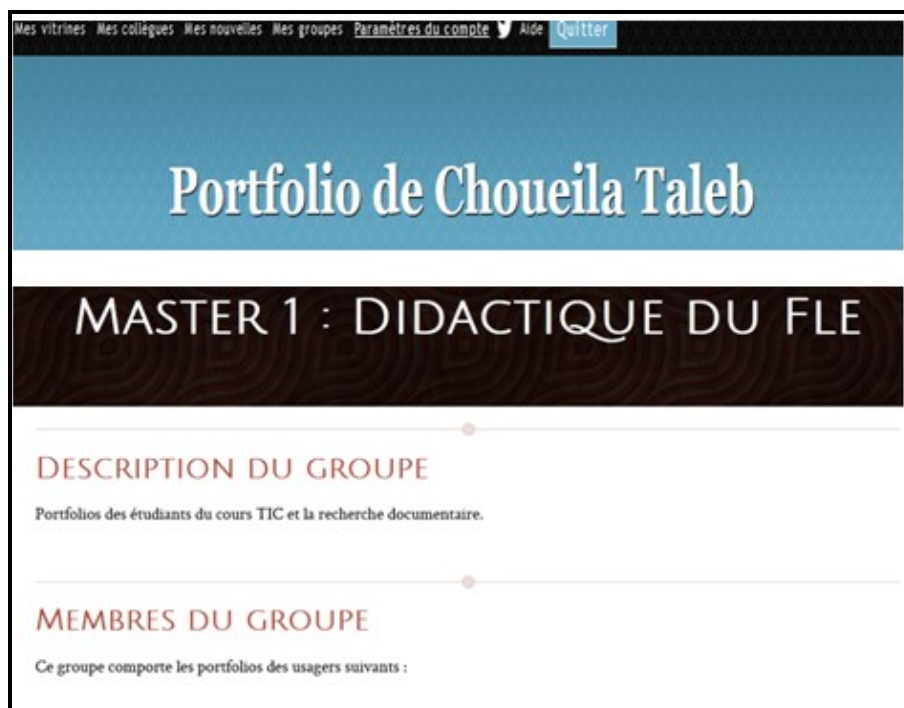 Mes vitrines Mes collègues Mes nouvelles Mes groupes Paramètres du compte Aide Quitter
Portfolio de Choueila Taleb
Master 1 : Didactique du Fle
Description du groupe
Portfolios des étudiants du cours TIC et la recherche documentaire.
Membres du groupe
Ce groupe comporte les portfolios des usagers suivants :